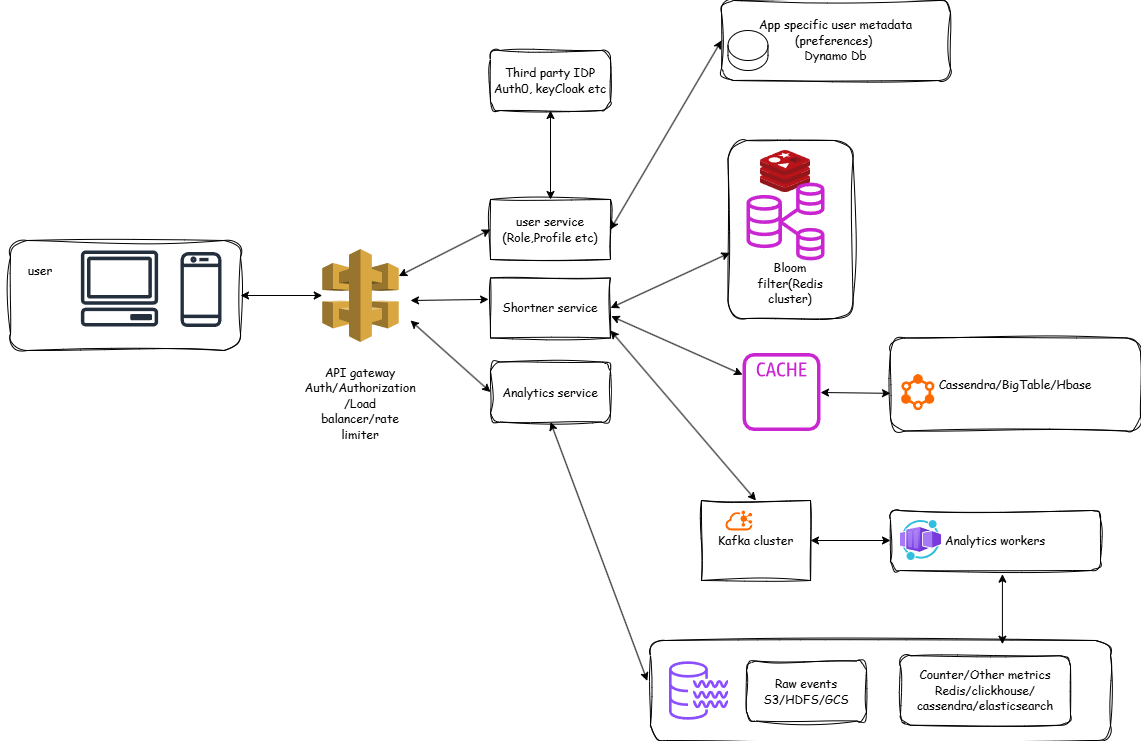 App specific user metadata
(preferences)
Dynamo Db
Third party IDP
Auth0, keyCloak etc
user service
(Role,Profile etc)
user
Bloom
filter(Redis
cluster)
Shortner service
API gateway
Auth/Authorization
/Load
balancer/rate
limiter
CACHE
Cassendra/BigTable/Hbase
Analytics service
Kafka cluster
Analytics workers
Raw events
S3/HDFS/GCS
Counter/Other metrics
Redis/clickhouse/
cassendra/elasticsearch